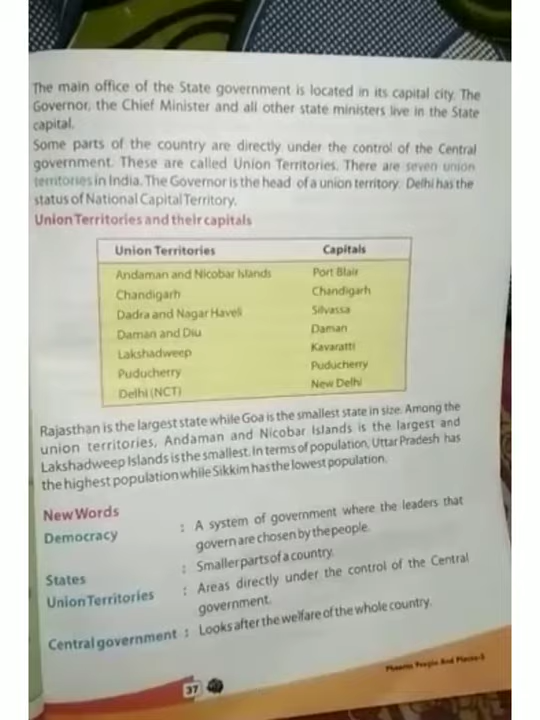 The main office of the State government is located in its capital city. The
Governor, the Chief Minister and all other state ministers live in the State
capital.
Some parts of the country are directly under the control of the Central
government. These are called Union Territories. There are seven union
territories in India. The Governor is the head of a union territory. Delhi has the
status of National Capital Territory.
Union Territories and their capitals
Union Territories Capitals
Andaman and Nicobar Islands Port Blair
Chandigarh Chandigarh
Dadra and Nagar Haveli Silvassa
Daman and Diu Daman
Lakshadweep Kavaratti
Puducherry Puducherry
Delhi (NCT) New Delhi
Rajasthan is the largest state while Goa is the smallest state in size. Among the
union territories, Andaman and Nicobar Islands is the largest and
Lakshadweep Islands is the smallest. In terms of population, Uttar Pradesh has
the highest population while Sikkim has the lowest population.
New Words
Democracy : A system of government where the leaders that
govern are chosen by the people.
States : Smaller parts of a country.
Union Territories : Areas directly under the control of the Central
government.
Central government : Looks after the welfare of the whole country.
37
Phoenix People And Places-5